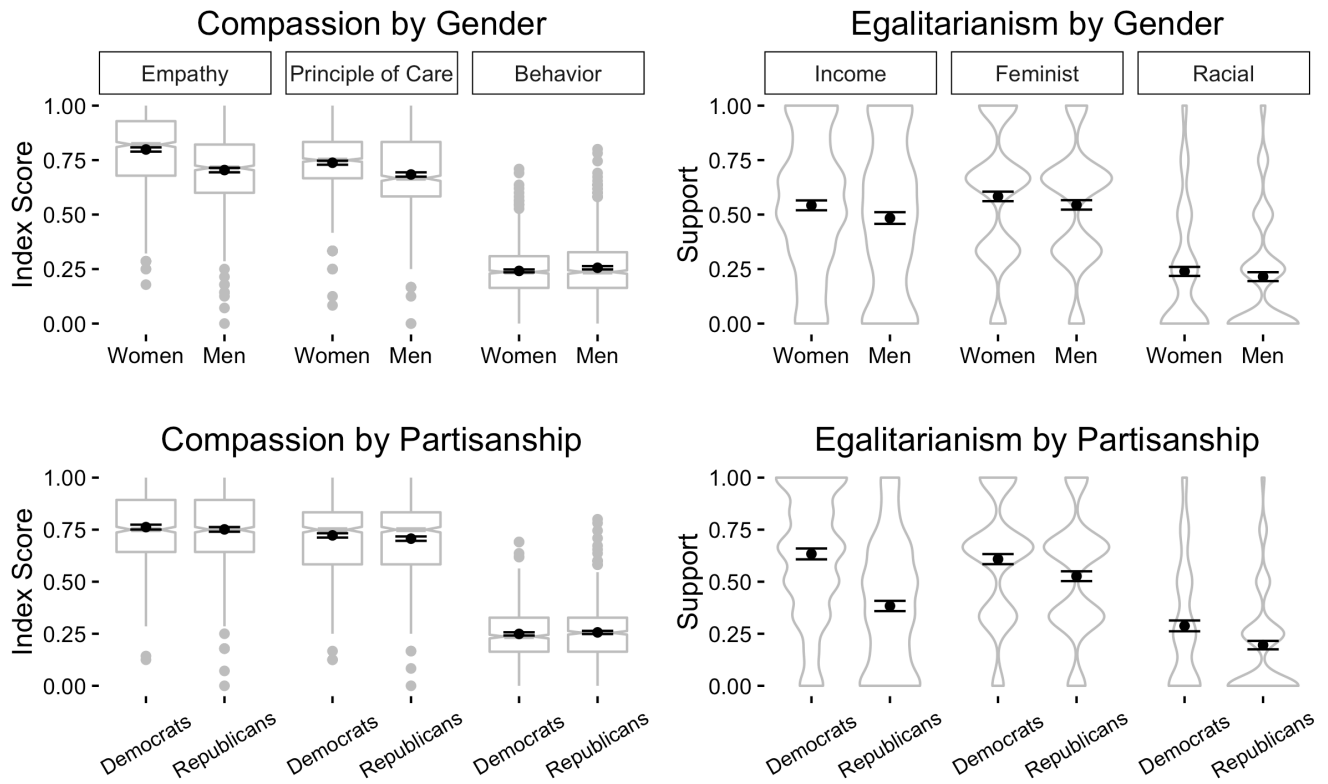 Compassion by Gender
Empathy Principle of Care Behavior
Index Score
1.00
0.75
0.50
0.25
0.00
Women Men Women Men Women Men
Egalitarianism by Gender
Income Feminist Racial
Support
1.00
0.75
0.50
0.25
0.00
Women Men Women Men Women Men
Compassion by Partisanship
Index Score
1.00
0.75
0.50
0.25
0.00
Democrats Republicans Democrats Republicans Democrats Republicans
Egalitarianism by Partisanship
Support
1.00
0.75
0.50
0.25
0.00
Democrats Republicans Democrats Republicans Democrats Republicans